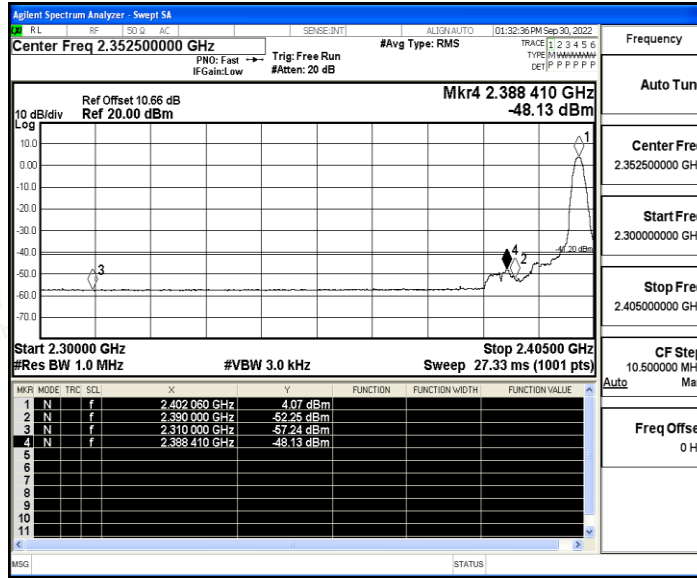 Agilent Spectrum Analyzer - Swept SA
RL RF 50 Ω AC SENSE:INT ALIGNAUTO 01:32:36 PM Sep 30, 2022
Center Freq 2.352500000 GHz #Avg Type: RMS TRACE 1 2 3 4 5 6
PNO: Fast Trig: Free Run TYPE M
IFGain:Low #Atten: 20 dB DET P P P P P P
Ref Offset 10.66 dB Mkr4 2.388 410 GHz
10 dB/div Ref 20.00 dBm -48.13 dBm
Log
10.0
0.00
-10.0
-20.0
-30.0
-40.0
-50.0
-60.0
-70.0
1
-41.20 dBm
4
2
3
Start 2.30000 GHz Stop 2.40500 GHz
#Res BW 1.0 MHz #VBW 3.0 kHz Sweep 27.33 ms (1001 pts)
MKR MODE TRC SCL X Y FUNCTION FUNCTION WIDTH FUNCTION VALUE
1 N f 2.402 060 GHz 4.07 dBm
2 N f 2.390 000 GHz -52.25 dBm
3 N f 2.310 000 GHz -57.24 dBm
4 N f 2.388 410 GHz -48.13 dBm
5
6
7
8
9
10
11
MSG STATUS
Frequency
Auto Tun
Center Fre
2.352500000 GH
Start Fre
2.300000000 GH
Stop Fre
2.405000000 GH
CF Ste
10.500000 MH
Auto Ma
Freq Offse
0 H